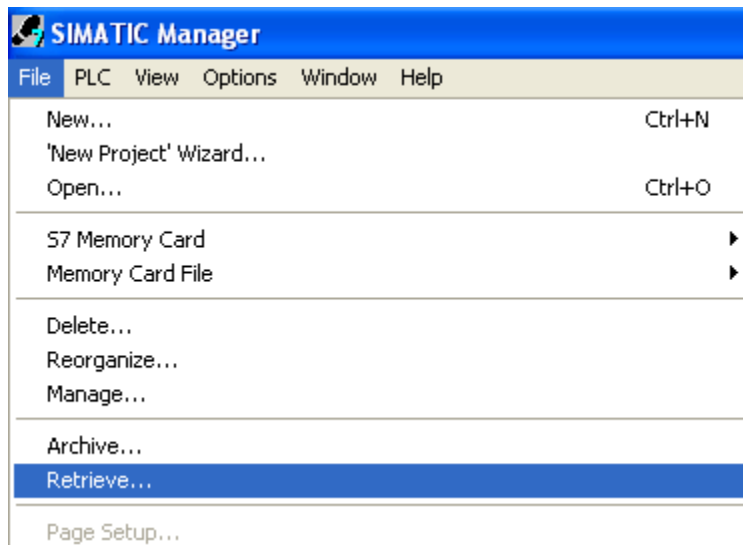 SIMATIC Manager
File PLC View Options Window Help
New... Ctrl+N
'New Project' Wizard...
Open... Ctrl+O
S7 Memory Card
Memory Card File
Delete...
Reorganize...
Manage...
Archive...
Retrieve...
Page Setup...